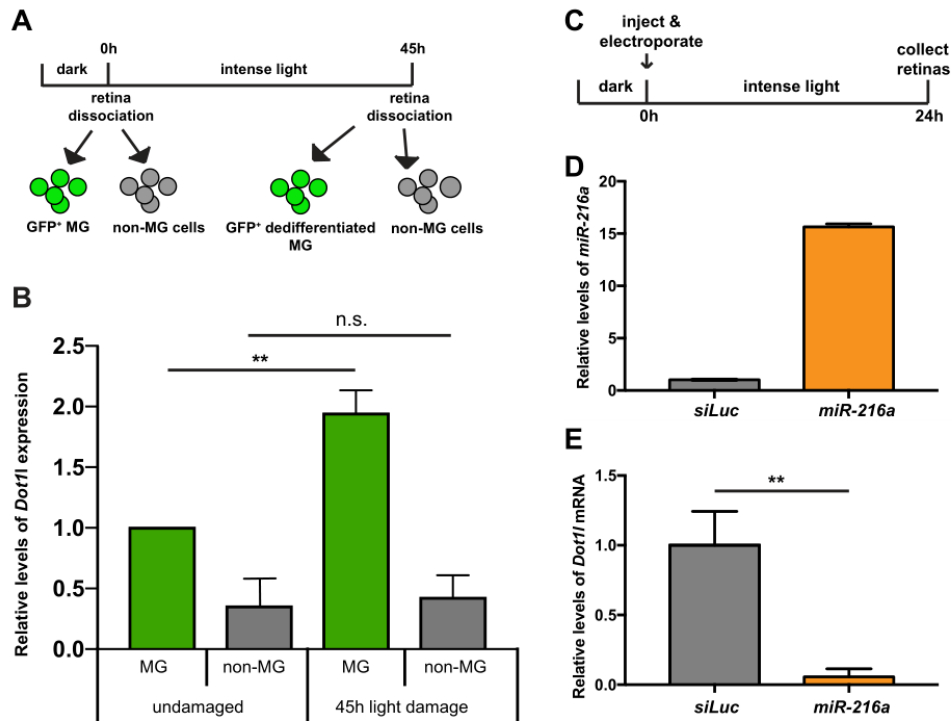 A
0h
45h
dark
intense light
retina
dissociation
retina
dissociation
GFP⁺ MG
non-MG cells
GFP⁺ dedifferentiated
MG
non-MG cells
B
Relative levels of Dot1l expression
2.5
2.0
1.5
1.0
0.5
0.0
**
n.s.
MG
non-MG
MG
non-MG
undamaged
45h light damage
C
inject &
electroporate
collect
retinas
dark
intense light
0h
24h
D
Relative levels of miR-216a
20
15
10
5
0
siLuc
miR-216a
E
Relative levels of Dot1l mRNA
1.5
1.0
0.5
0.0
**
siLuc
miR-216a